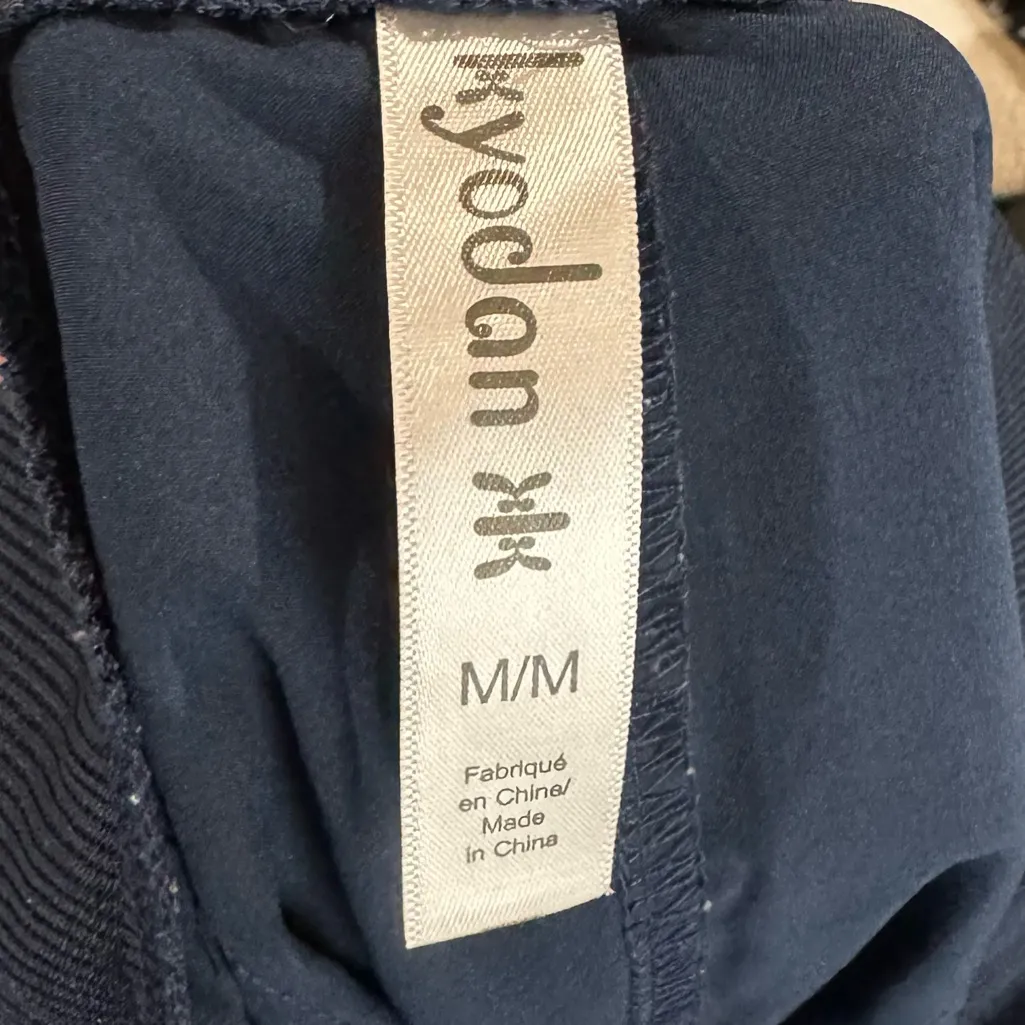 kyodan
M/M
Fabriqué
en Chine/
Made
in China